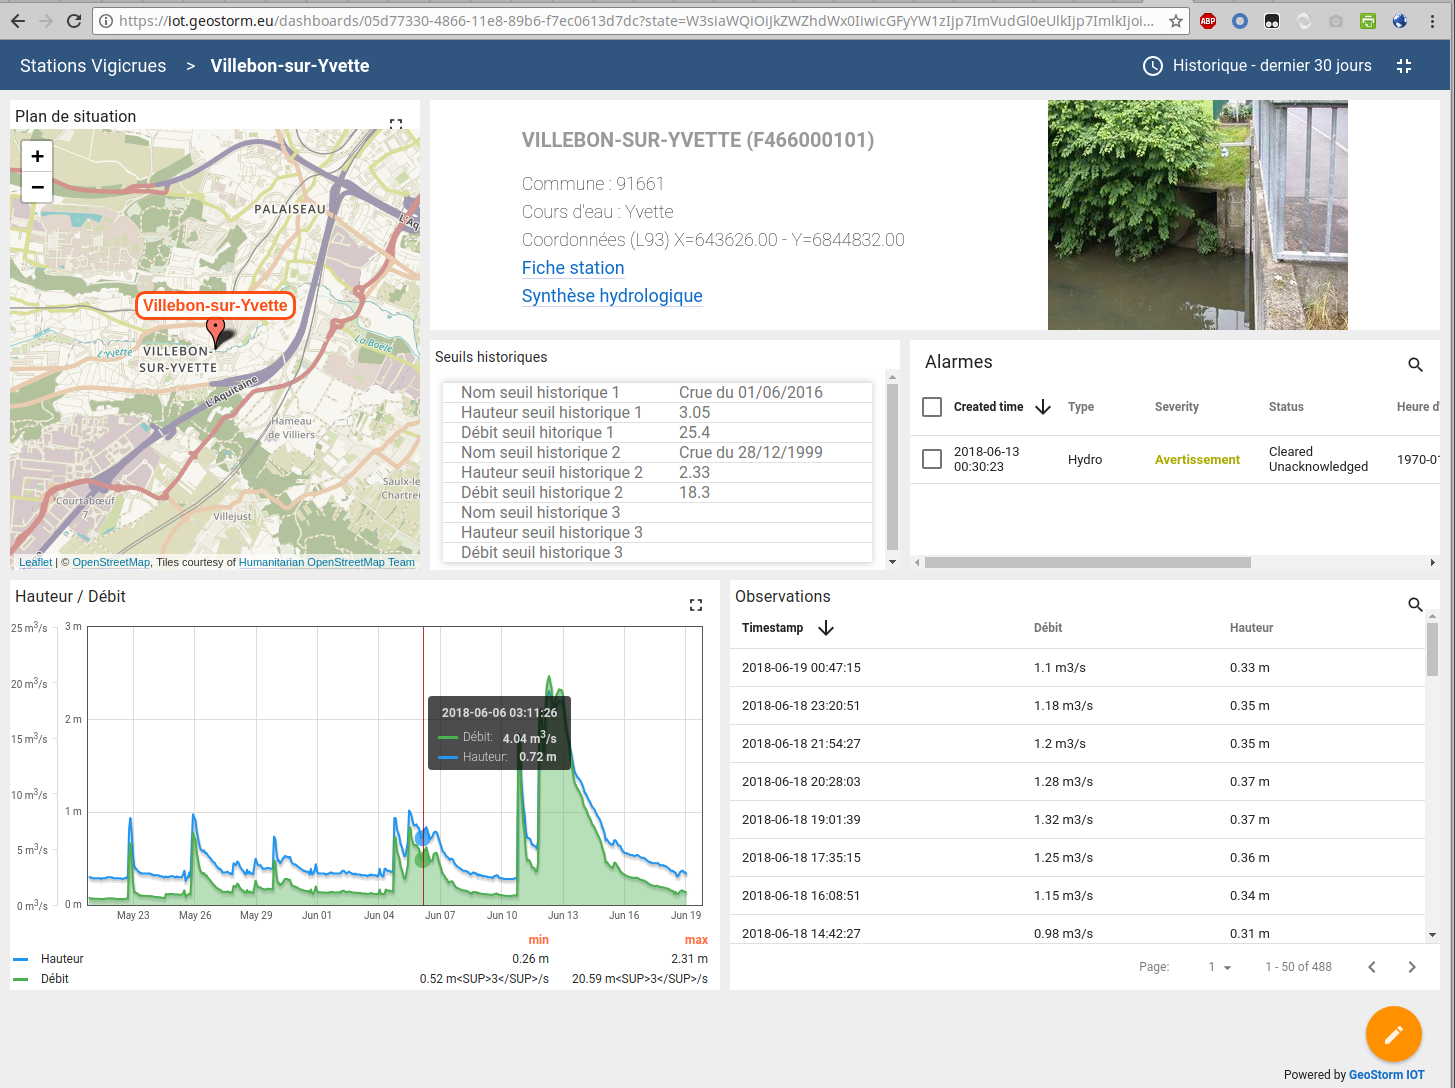 https://iot.geostorm.eu/dashboards/05d77330-4866-11e8-89b6-f7ec0613d7dc?state=W3siaWQiOiJkZWZhdWx0IiwicGFyYW1zIjp7ImVudGl0eUlkIjp7ImlkIjoi...
ABP
Stations Vigicrues > Villebon-sur-Yvette
Historique - dernier 30 jours
Plan de situation
+
−
PALAISEAU
Villebon-sur-Yvette
L'Yvette
VILLEBON-
SUR-YVETTE
La Boële
L'Aquitaine
L'Aq
Hameau
de Villiers
Saulx-le
Chartre
Courtabœuf
7
Villejust
Leaflet | © OpenStreetMap, Tiles courtesy of Humanitarian OpenStreetMap Team
VILLEBON-SUR-YVETTE (F466000101)
Commune : 91661
Cours d'eau : Yvette
Coordonnées (L93) X=643626.00 - Y=6844832.00
Fiche station
Synthèse hydrologique
Seuils historiques
Nom seuil historique 1 Crue du 01/06/2016
Hauteur seuil historique 1 3.05
Débit seuil hitorique 1 25.4
Nom seuil historique 2 Crue du 28/12/1999
Hauteur seuil historique 2 2.33
Débit seuil historique 2 18.3
Nom seuil historique 3
Hauteur seuil historique 3
Débit seuil historique 3
Alarmes
Created time Type Severity Status Heure d'
2018-06-13 00:30:23 Hydro Avertissement Cleared Unacknowledged 1970-01
Hauteur / Débit
25 m³/s 3 m
20 m³/s
2 m
15 m³/s
10 m³/s
1 m
5 m³/s
0 m³/s 0 m
2018-06-06 03:11:26
Débit: 4.04 m³/s
Hauteur: 0.72 m
May 23 May 26 May 29 Jun 01 Jun 04 Jun 07 Jun 10 Jun 13 Jun 16 Jun 19
min max
Hauteur 0.26 m 2.31 m
Débit 0.52 m<SUP>3</SUP>/s 20.59 m<SUP>3</SUP>/s
Observations
Timestamp Débit Hauteur
2018-06-19 00:47:15 1.1 m3/s 0.33 m
2018-06-18 23:20:51 1.18 m3/s 0.35 m
2018-06-18 21:54:27 1.2 m3/s 0.35 m
2018-06-18 20:28:03 1.28 m3/s 0.37 m
2018-06-18 19:01:39 1.32 m3/s 0.37 m
2018-06-18 17:35:15 1.25 m3/s 0.36 m
2018-06-18 16:08:51 1.15 m3/s 0.34 m
2018-06-18 14:42:27 0.98 m3/s 0.31 m
Page: 1 1 - 50 of 488
Powered by GeoStorm IOT